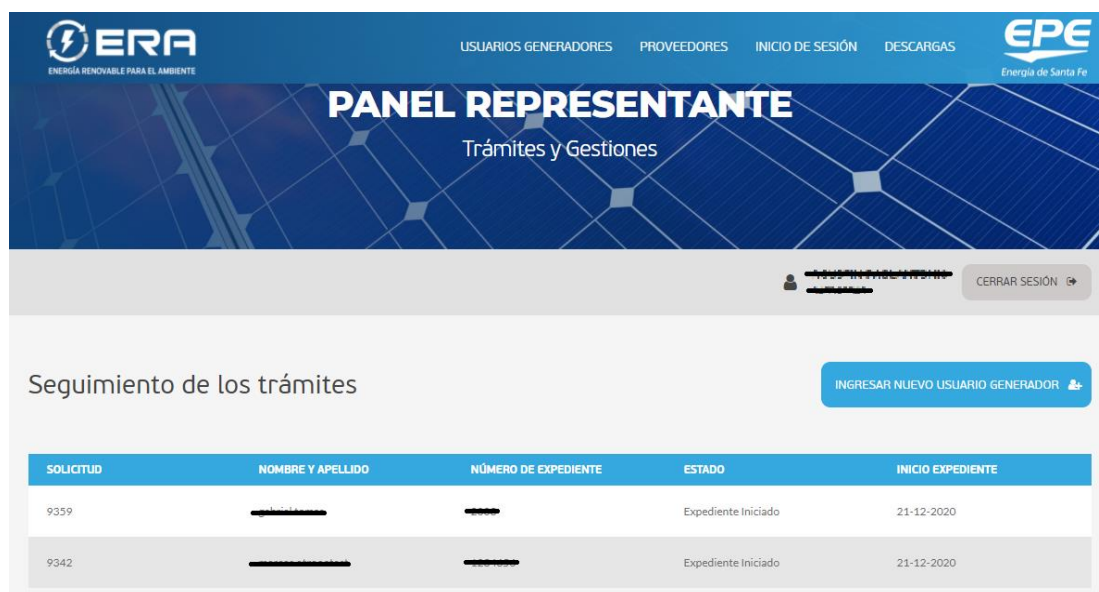 ERA
ENERGÍA RENOVABLE PARA EL AMBIENTE
USUARIOS GENERADORES PROVEEDORES INICIO DE SESIÓN DESCARGAS
EPE
Energía de Santa Fe
PANEL REPRESENTANTE
Trámites y Gestiones
CERRAR SESIÓN
Seguimiento de los trámites
INGRESAR NUEVO USUARIO GENERADOR
SOLICITUD NOMBRE Y APELLIDO NÚMERO DE EXPEDIENTE ESTADO INICIO EXPEDIENTE
9359 Expediente Iniciado 21-12-2020
9342 Expediente Iniciado 21-12-2020